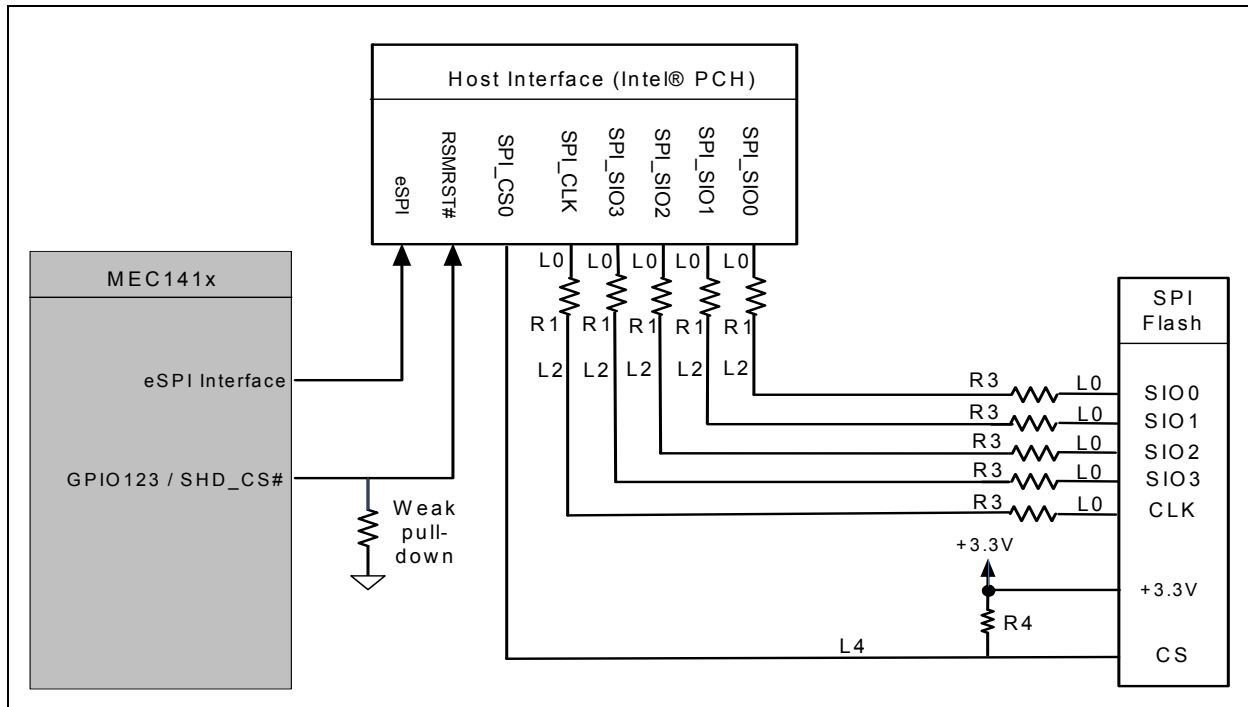 Host Interface (Intel® PCH)
eSPI
RSMRST#
SPI_CS0
SPI_CLK
SPI_SIO3
SPI_SIO2
SPI_SIO1
SPI_SIO0
L0 L0 L0 L0 L0
R1 R1 R1 R1 R1
L2 L2 L2 L2 L2
MEC141x
eSPI Interface
GPIO123 / SHD_CS#
Weak
pull-
down
SPI
Flash
R3 L0 SIO0
R3 L0 SIO1
R3 L0 SIO2
R3 L0 SIO3
R3 L0 CLK
+3.3V
+3.3V
R4
L4
CS